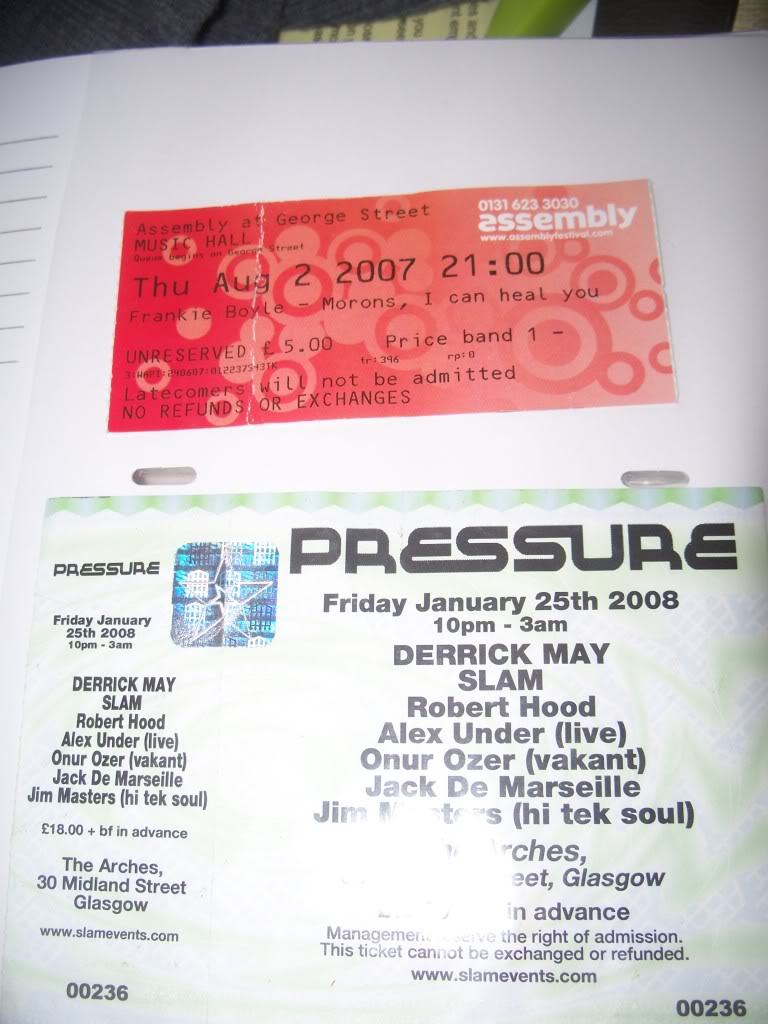 Assembly at George Street
MUSIC HALL
Queue begins on George Street
0131 623 3030
assembly
www.assemblyfestival.com
Thu Aug 2 2007 21:00
Frankie Boyle - Morons, I can heal you
UNRESERVED £5.00 Price band 1 -
tr:396 rp:0
Latecomers will not be admitted
NO REFUNDS OR EXCHANGES
PRESSURE
Friday January
25th 2008
10pm - 3am
DERRICK MAY
SLAM
Robert Hood
Alex Under (live)
Onur Ozer (vakant)
Jack De Marseille
Jim Masters (hi tek soul)
£18.00 + bf in advance
The Arches,
30 Midland Street
Glasgow
www.slamevents.com
00236
PRESSURE
Friday January 25th 2008
10pm - 3am
DERRICK MAY
SLAM
Robert Hood
Alex Under (live)
Onur Ozer (vakant)
Jack De Marseille
Jim Masters (hi tek soul)
Arches,
Glasgow
in advance
Management reserve the right of admission.
This ticket cannot be exchanged or refunded.
www.slamevents.com
00236